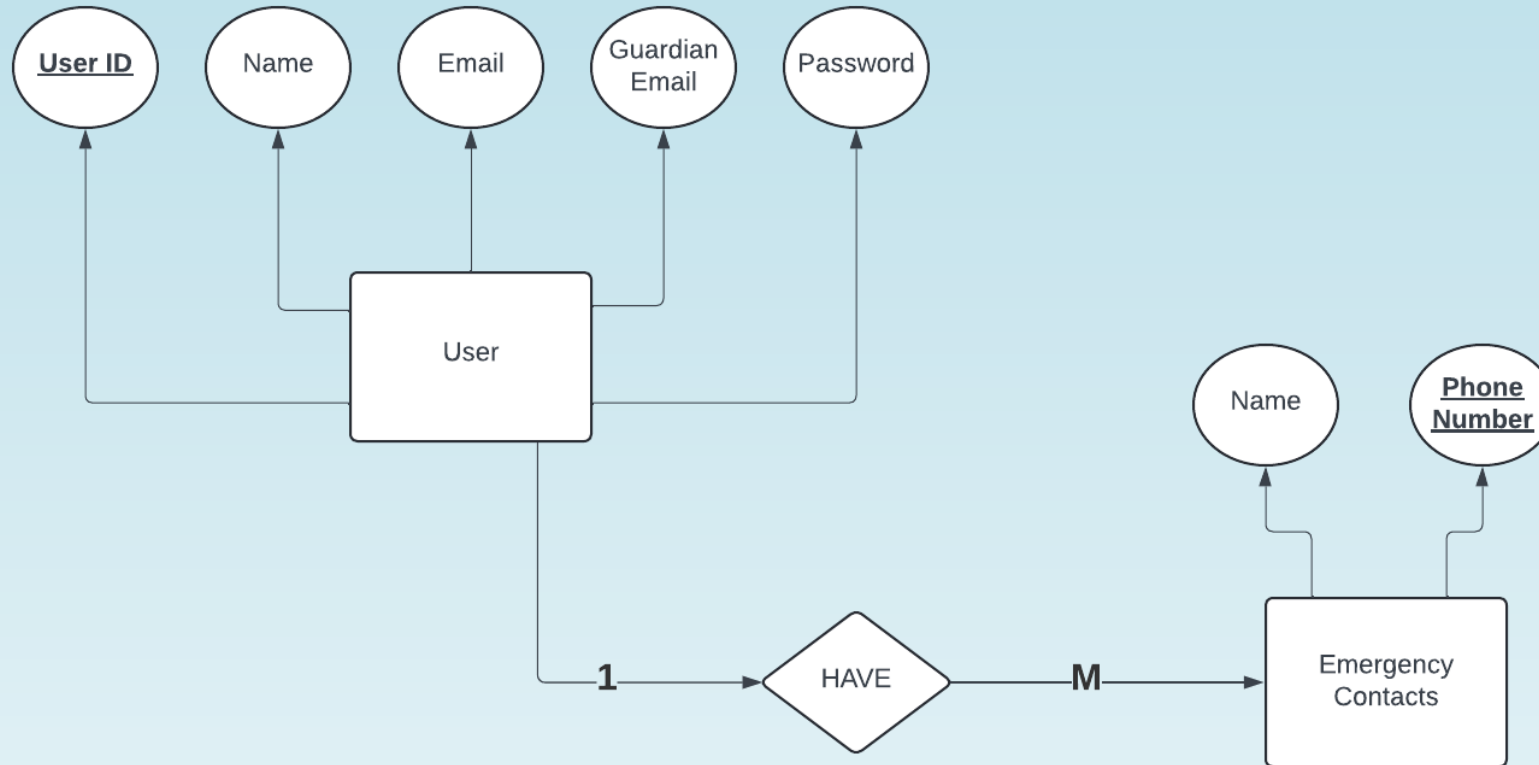 User ID
Name
Email
Guardian
Email
Password
User
Name
Phone
Number
1
HAVE
M
Emergency
Contacts